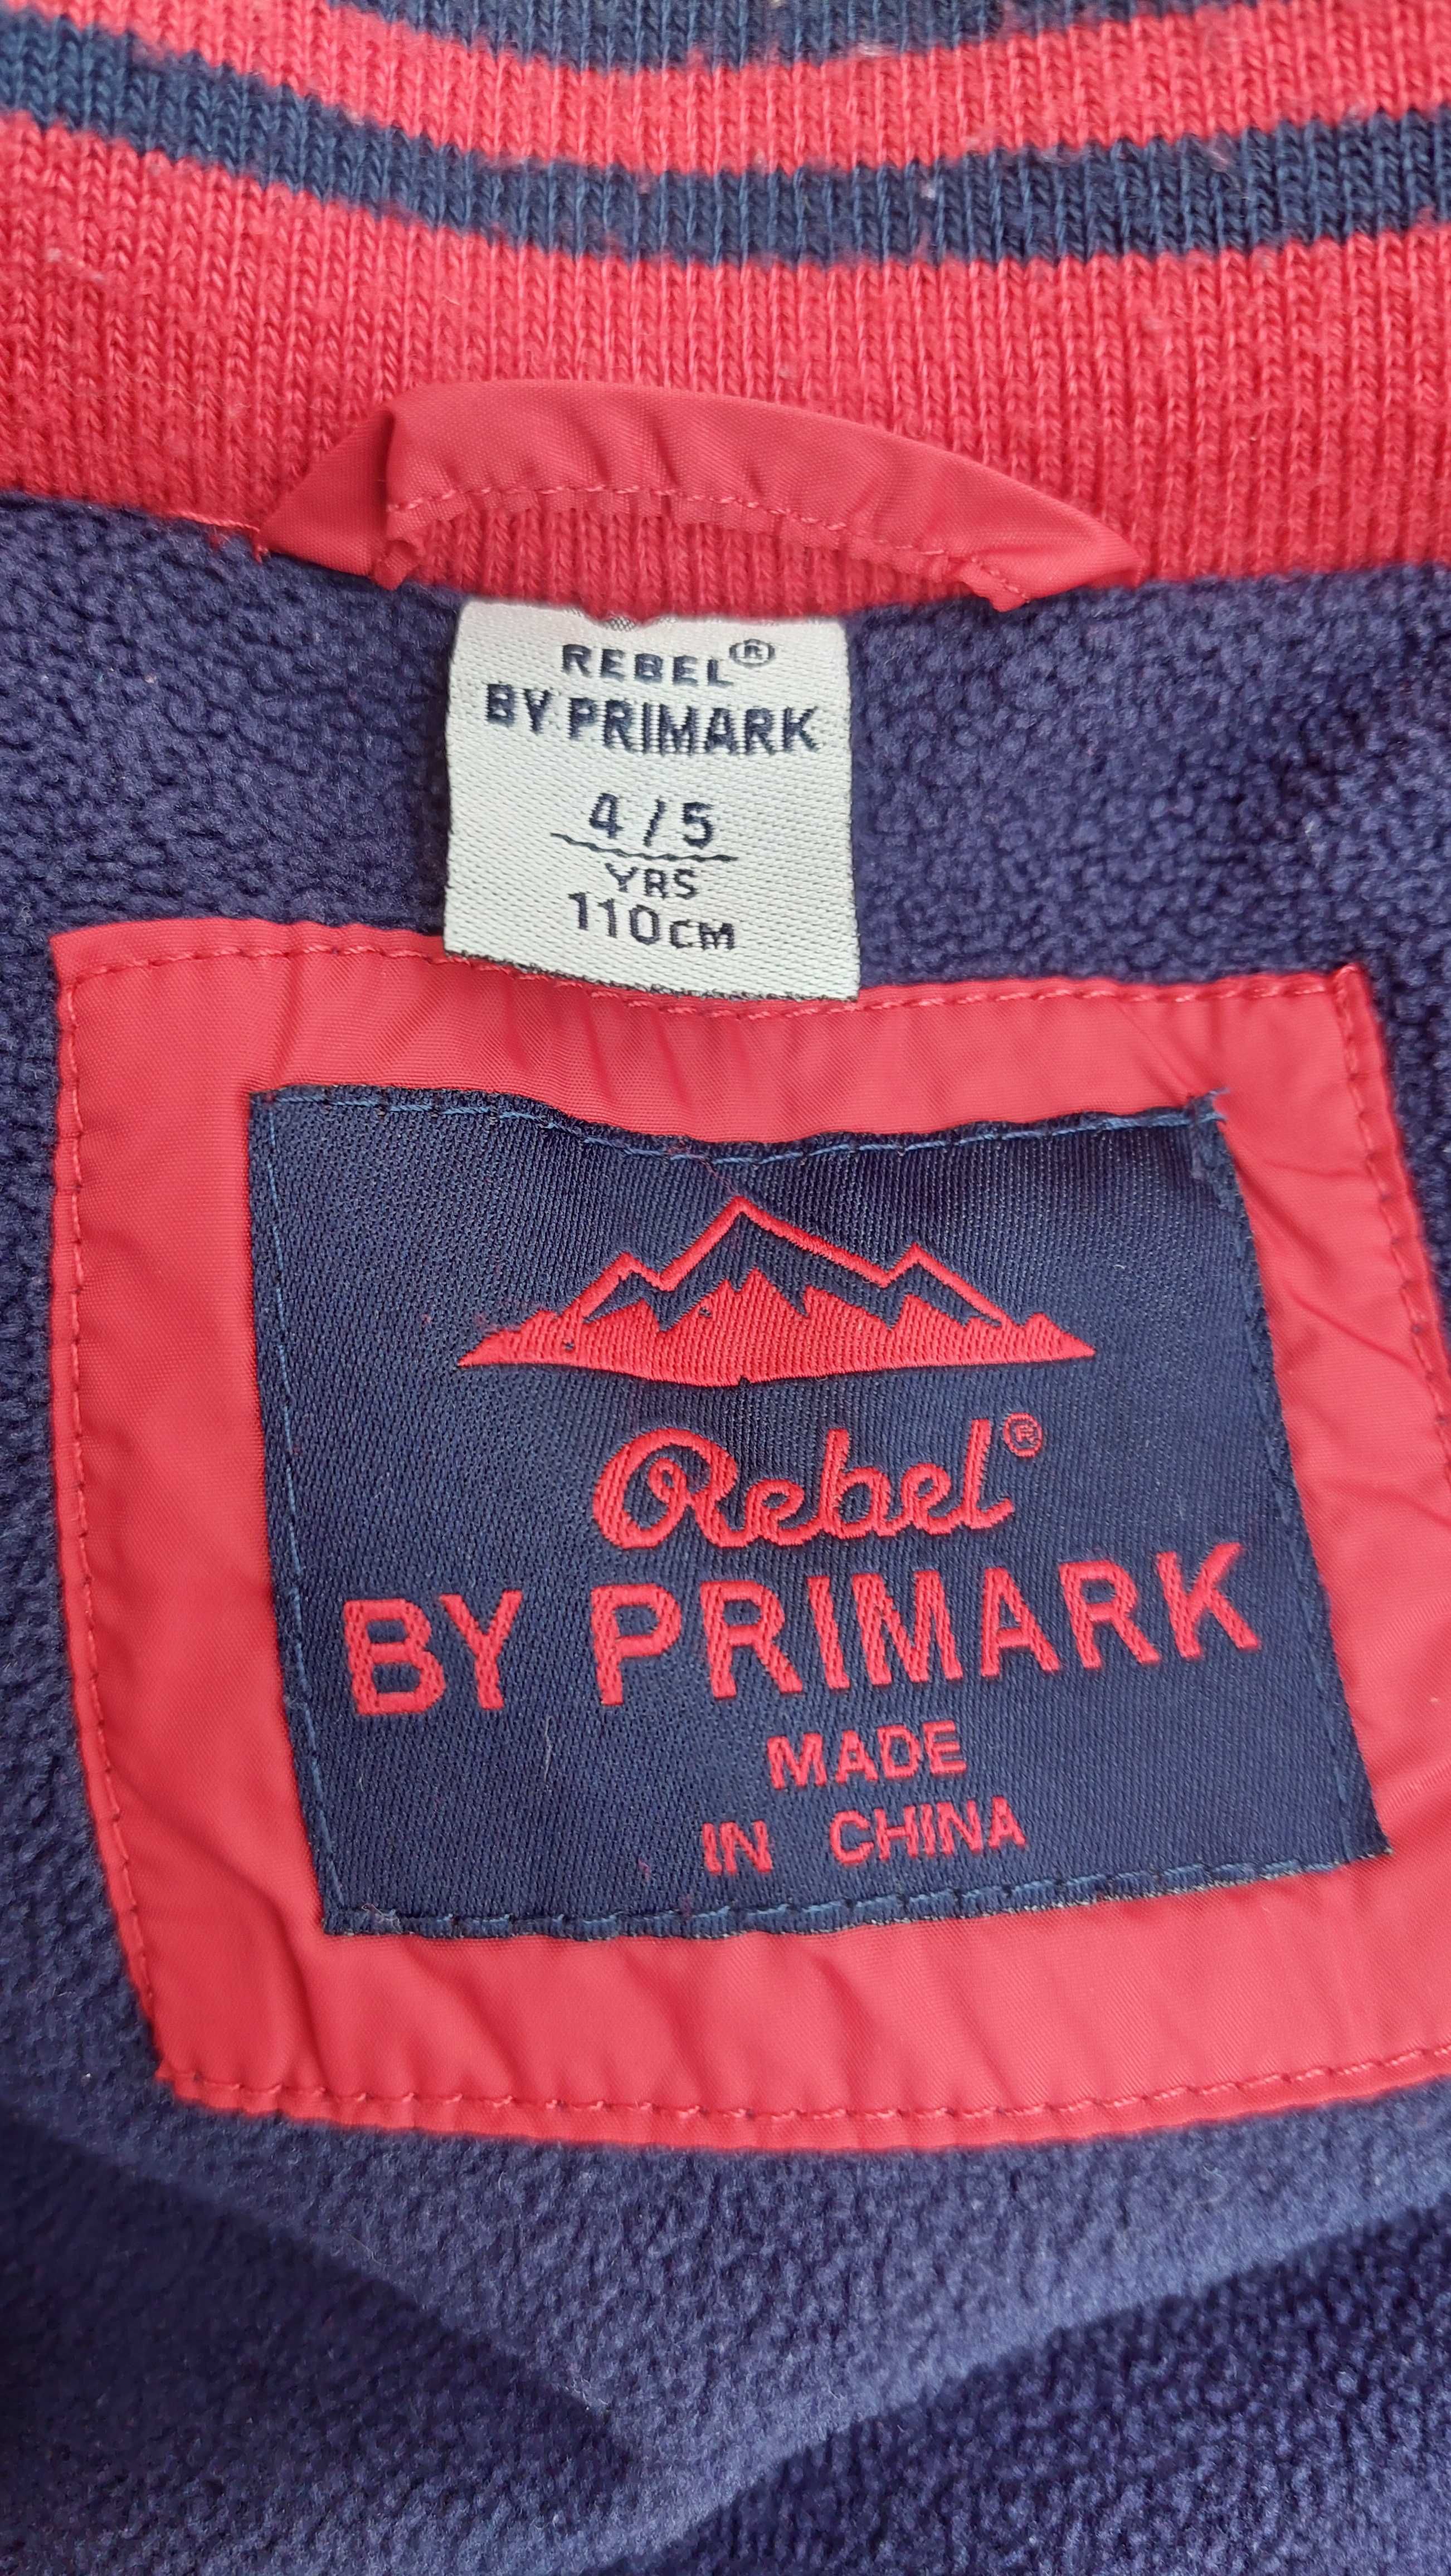 REBEL®
BY PRIMARK
4/5
YRS
110CM
Rebel®
BY PRIMARK
MADE
IN CHINA